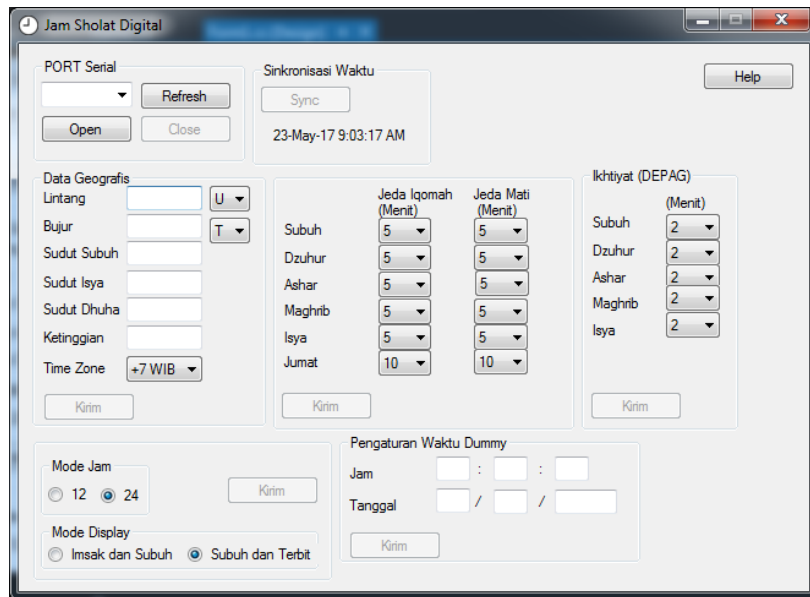 Jam Sholat Digital
PORT Serial
Refresh
Open
Close
Sinkronisasi Waktu
Sync
23-May-17 9:03:17 AM
Help
Data Geografis
Lintang
U
Bujur
T
Sudut Subuh
Sudut Isya
Sudut Dhuha
Ketinggian
Time Zone
+7 WIB
Kirim
Jeda Iqomah Jeda Mati
(Menit) (Menit)
Subuh 5 5
Dzuhur 5 5
Ashar 5 5
Maghrib 5 5
Isya 5 5
Jumat 10 10
Kirim
Ikhtiyat (DEPAG)
(Menit)
Subuh 2
Dzuhur 2
Ashar 2
Maghrib 2
Isya 2
Kirim
Mode Jam
12 24
Kirim
Mode Display
Imsak dan Subuh Subuh dan Terbit
Pengaturan Waktu Dummy
Jam : :
Tanggal / /
Kirim